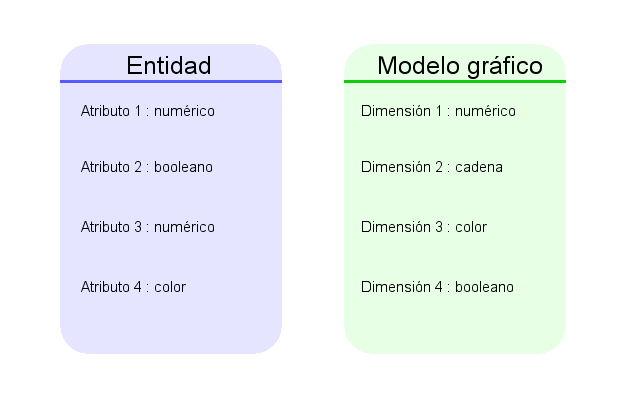 Entidad
Atributo 1 : numérico
Atributo 2 : booleano
Atributo 3 : numérico
Atributo 4 : color
Modelo gráfico
Dimensión 1 : numérico
Dimensión 2 : cadena
Dimensión 3 : color
Dimensión 4 : booleano